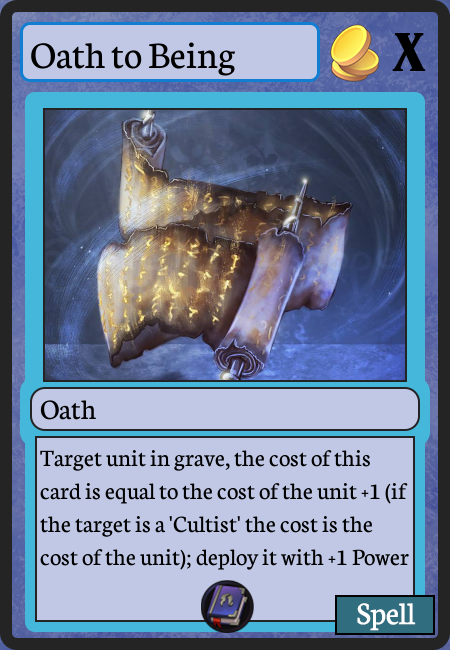 Oath to Being
X
Oath
Target unit in grave, the cost of this
card is equal to the cost of the unit +1 (if
the target is a 'Cultist' the cost is the
cost of the unit); deploy it with +1 Power
Spell